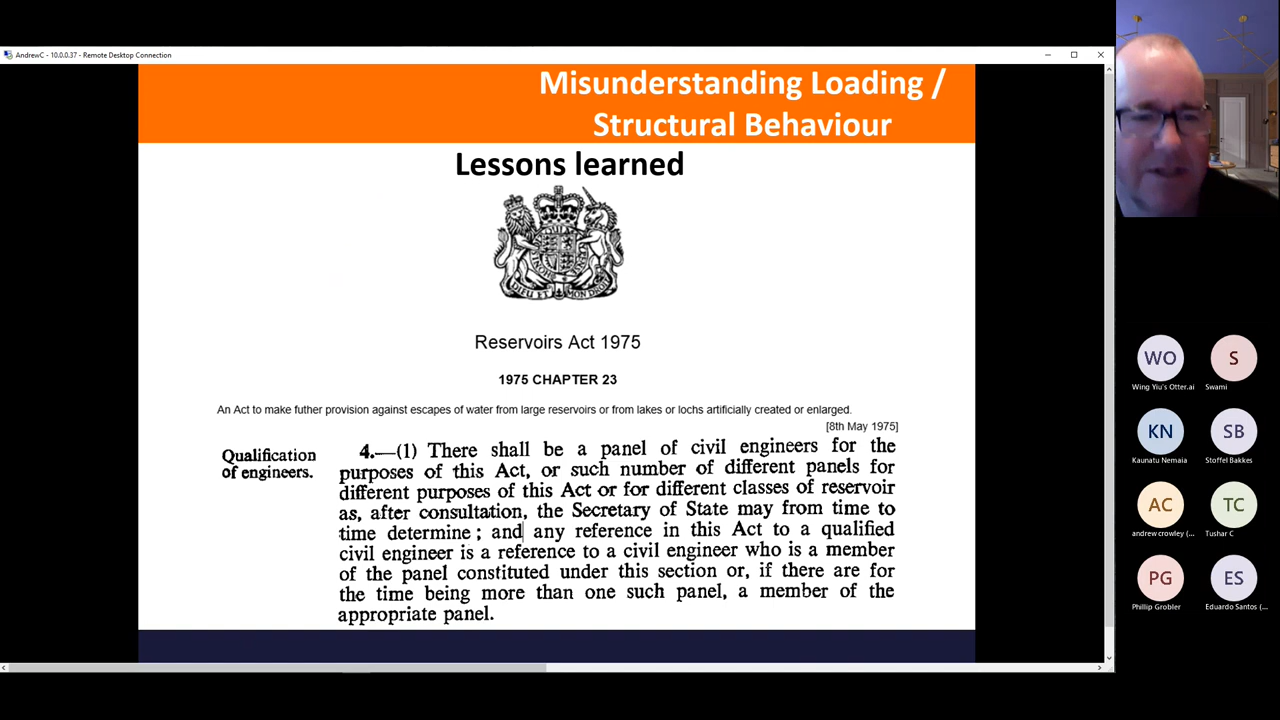 AndrewC - 10.0.0.37 - Remote Desktop Connection
Misunderstanding Loading /
Structural Behaviour
Lessons learned
DIEU ET MON DROIT
Reservoirs Act 1975
1975 CHAPTER 23
An Act to make futher provision against escapes of water from large reservoirs or from lakes or lochs artificially created or enlarged.
[8th May 1975]
Qualification
of engineers.
4.—(1) There shall be a panel of civil engineers for the
purposes of this Act, or such number of different panels for
different purposes of this Act or for different classes of reservoir
as, after consultation, the Secretary of State may from time to
time determine ; and any reference in this Act to a qualified
civil engineer is a reference to a civil engineer who is a member
of the panel constituted under this section or, if there are for
the time being more than one such panel, a member of the
appropriate panel.
WO
Wing Yiu's Otter.ai
S
Swami
KN
Kaunatu Nemaia
SB
Stoffel Bakkes
AC
andrew crowley (...
TC
Tushar C
PG
Phillip Grobler
ES
Eduardo Santos (...